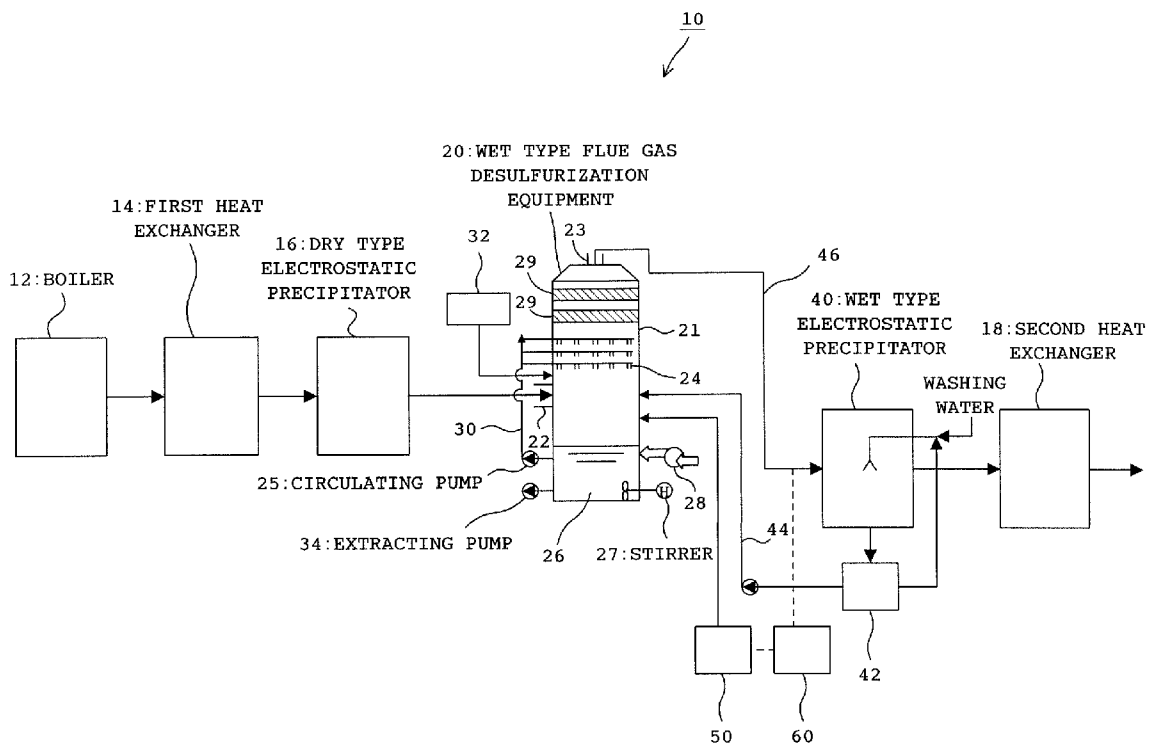 10
20:WET TYPE FLUE GAS
DESULFURIZATION
EQUIPMENT
14:FIRST HEAT
EXCHANGER
16:DRY TYPE
ELECTROSTATIC
PRECIPITATOR
12:BOILER
32
23
29
29
21
24
46
40:WET TYPE
ELECTROSTATIC
PRECIPITATOR
18:SECOND HEAT
EXCHANGER
WASHING
WATER
30
22
25:CIRCULATING PUMP
28
H
34:EXTRACTING PUMP
26
27:STIRRER
44
42
50
60